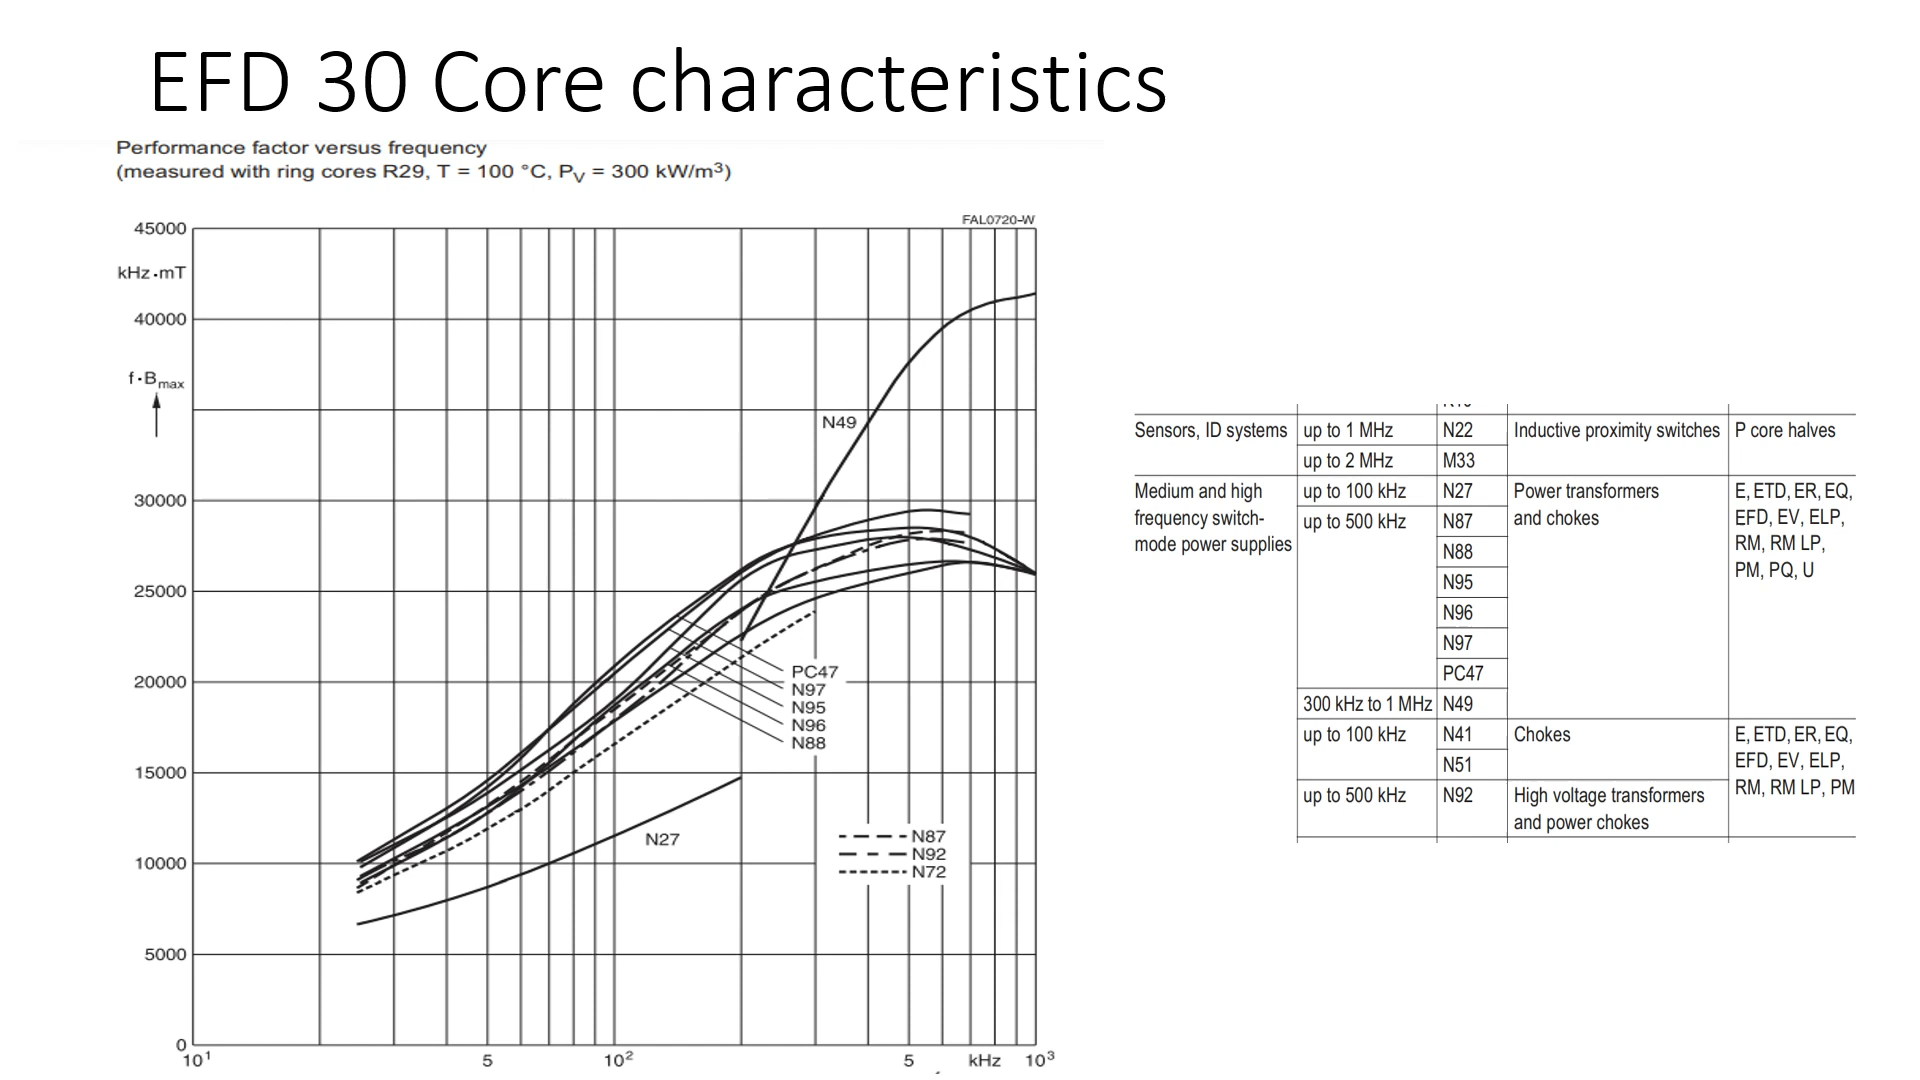 EFD 30 Core characteristics
Performance factor versus frequency
(measured with ring cores R29, T = 100 °C, PV = 300 kW/m³)
FAL0720-W
45000
kHz·mT
40000
f·Bmax
N49
30000
25000
20000
15000
10000
5000
0
PC47
N97
N95
N96
N88
N27
N87
N92
N72
10¹ 5 10² 5 kHz 10³
Sensors, ID systems up to 1 MHz N22 Inductive proximity switches P core halves
up to 2 MHz M33
Medium and high up to 100 kHz N27 Power transformers E, ETD, ER, EQ,
frequency switch- up to 500 kHz N87 and chokes EFD, EV, ELP,
mode power supplies N88 RM, RM LP,
N95 PM, PQ, U
N96
N97
PC47
300 kHz to 1 MHz N49
up to 100 kHz N41 Chokes E, ETD, ER, EQ,
N51 EFD, EV, ELP,
up to 500 kHz N92 High voltage transformers RM, RM LP, PM
and power chokes